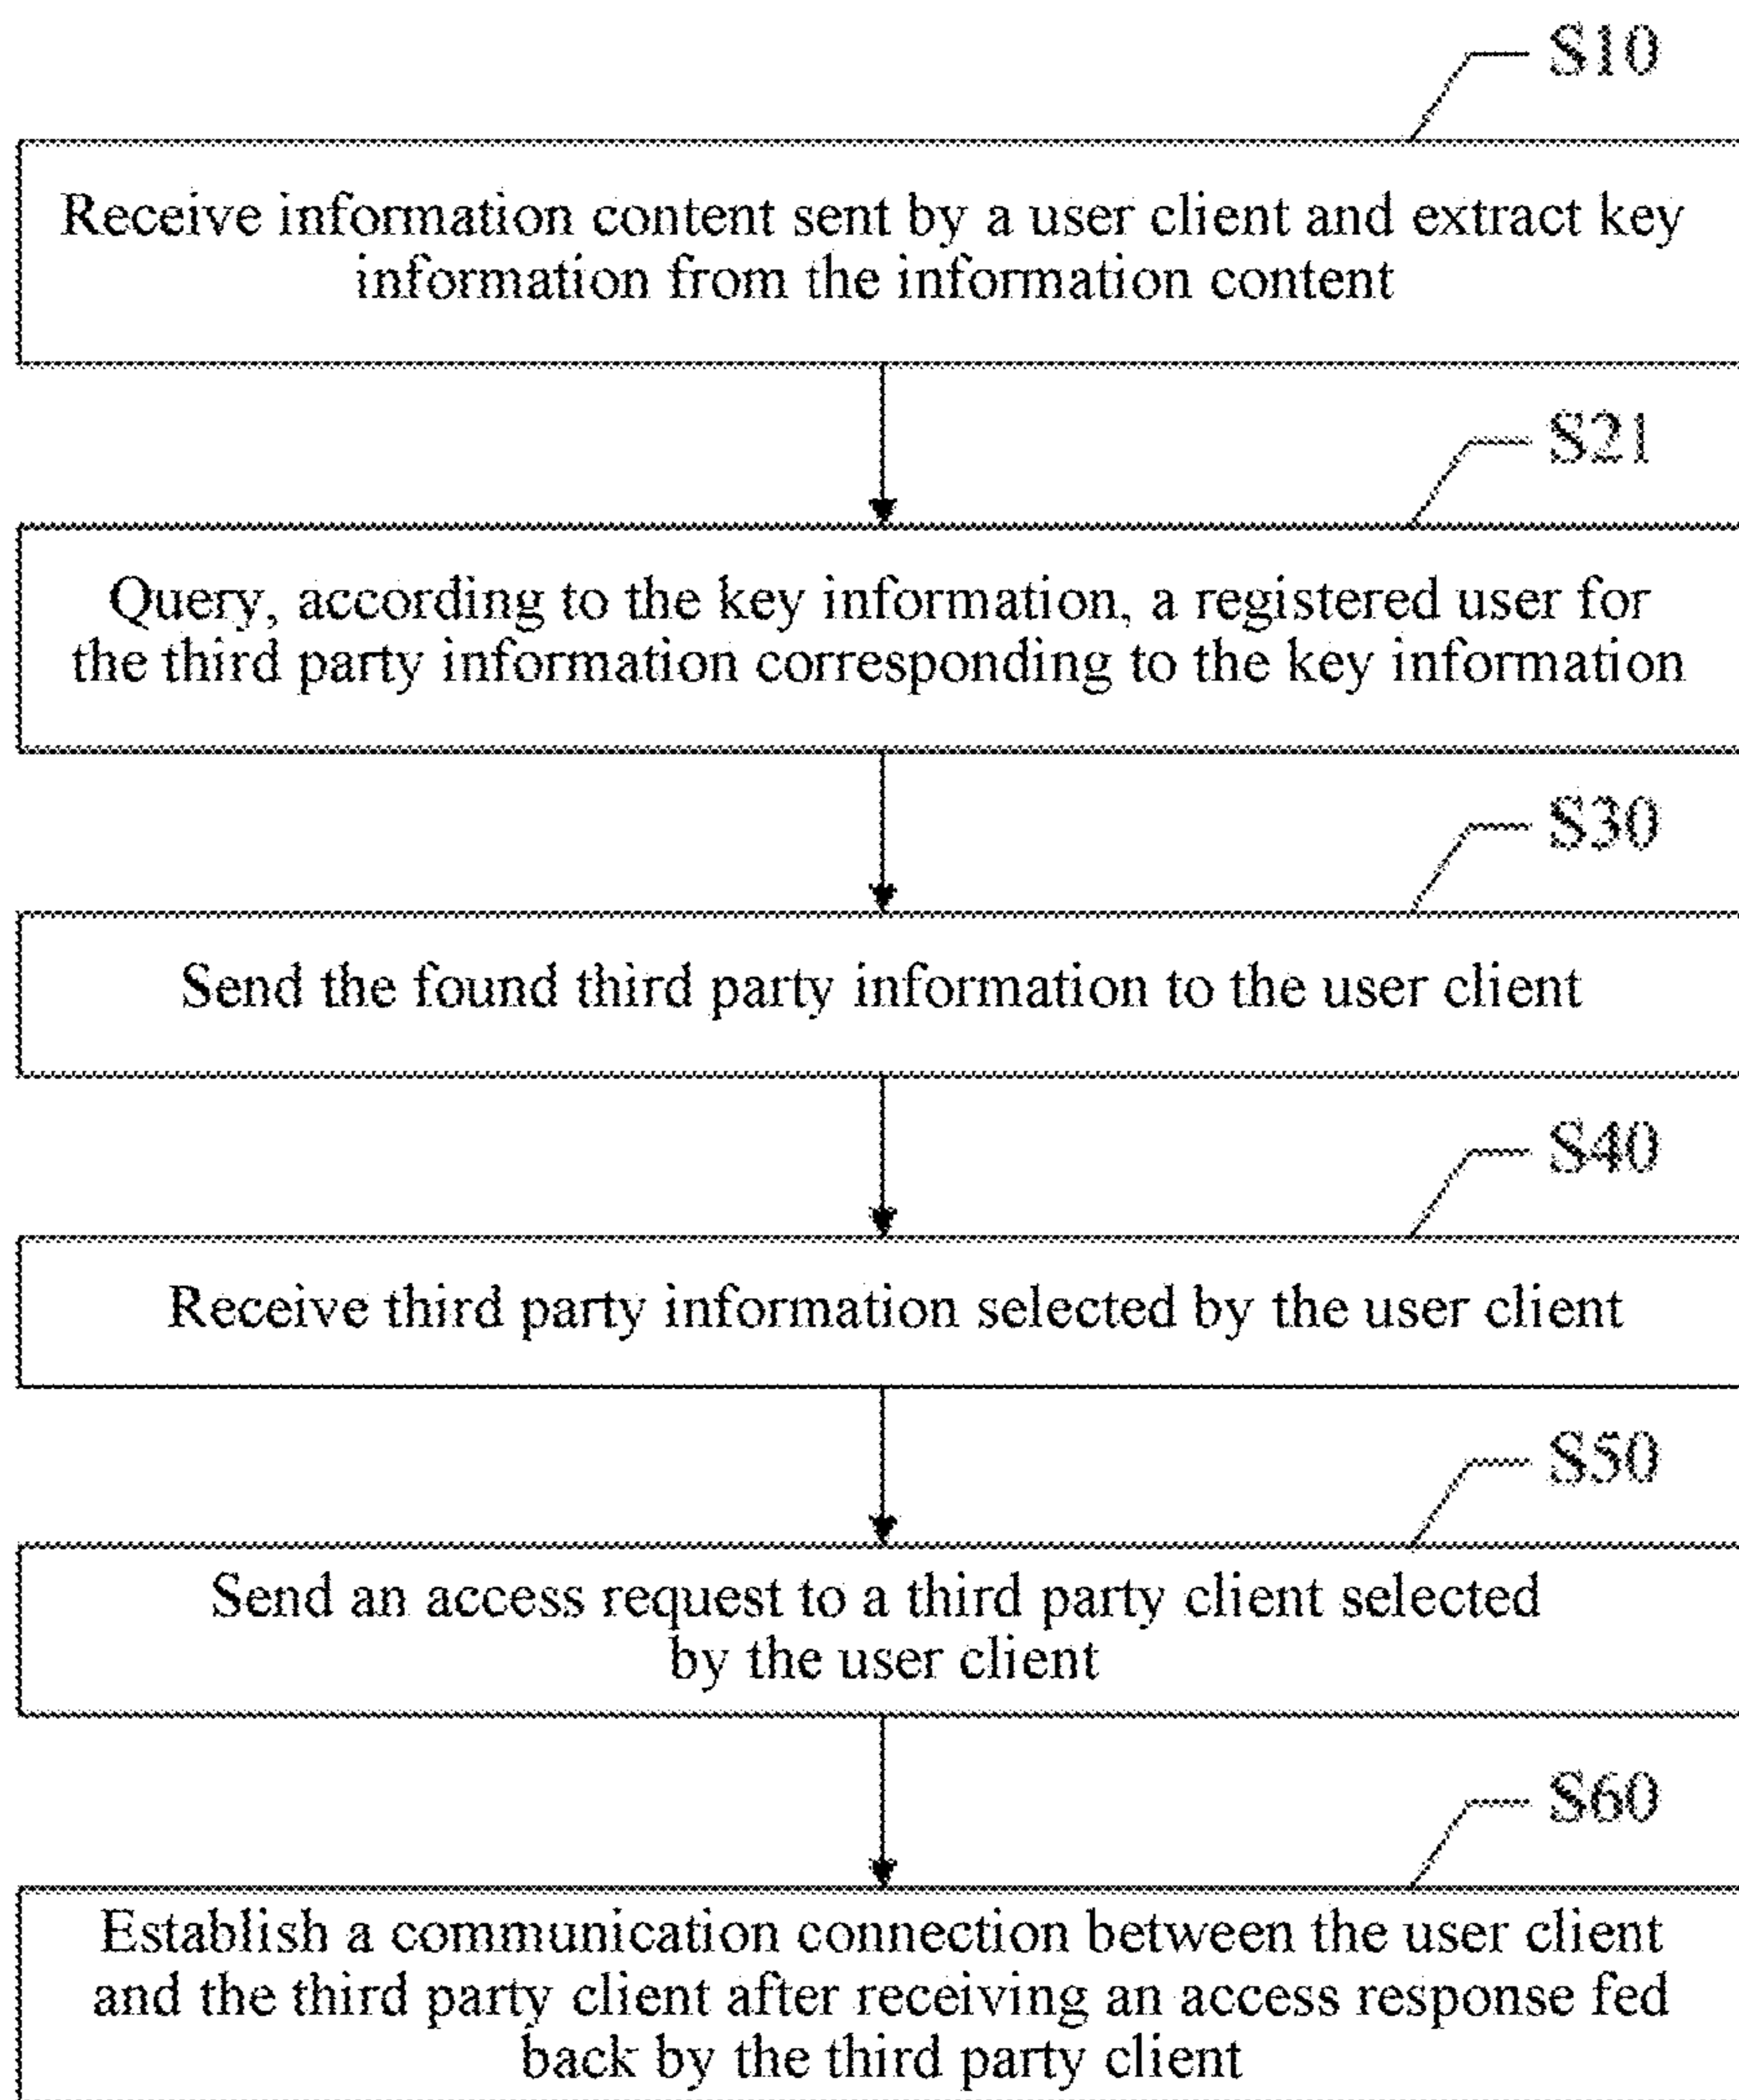 S10
Receive information content sent by a user client and extract key
information from the information content
S21
Query, according to the key information, a registered user for
the third party information corresponding to the key information
S30
Send the found third party information to the user client
S40
Receive third party information selected by the user client
S50
Send an access request to a third party client selected
by the user client
S60
Establish a communication connection between the user client
and the third party client after receiving an access response fed
back by the third party client